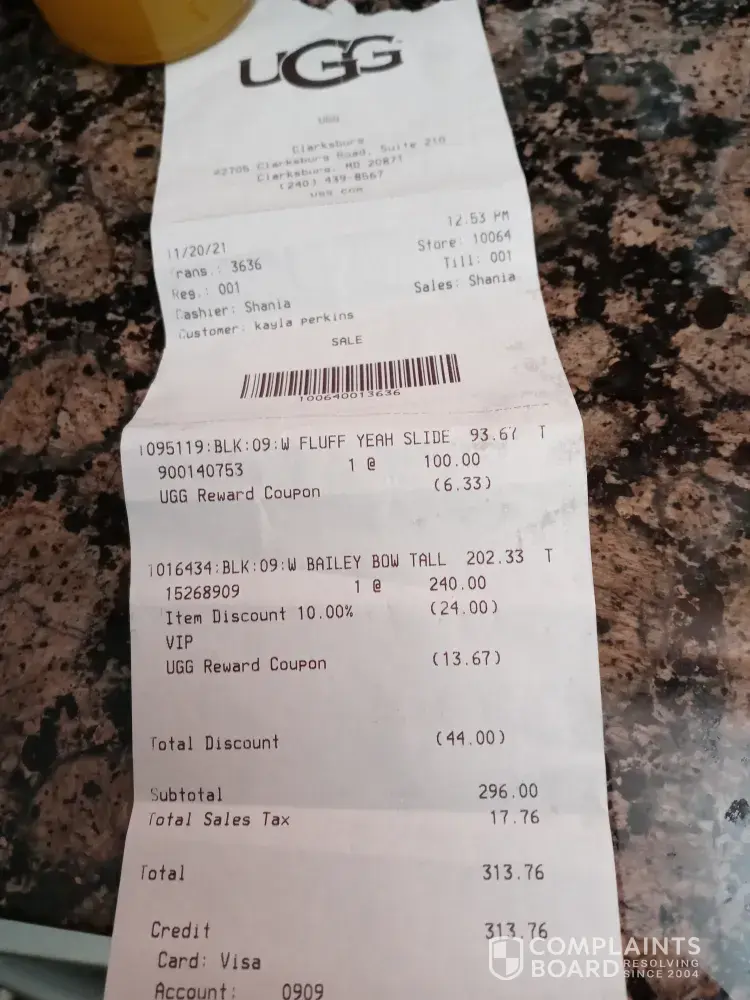 UGG
UGG
Clarksburg
22705 Clarksburg Road, Suite 210
Clarksburg, MD 20871
(240) 439-8567
UGG.COM
12:53 PM
11/20/21
Store: 10064
rans.: 3636
Till: 001
Reg.: 001
Sales: Shania
Cashier: Shania
Customer: kayla perkins
SALE
100640013636
1095119:BLK:09:W FLUFF YEAH SLIDE 93.67 T
900140753 1 @ 100.00
UGG Reward Coupon (6.33)
1016434:BLK:09:W BAILEY BOW TALL 202.33 T
15268909 1 @ 240.00
Item Discount 10.00% (24.00)
VIP
UGG Reward Coupon (13.67)
Total Discount (44.00)
Subtotal 296.00
Total Sales Tax 17.76
Total 313.76
Credit 313.76
Card: Visa
Account: 0909
COMPLAINTS
BOARD RESOLVING SINCE 2004